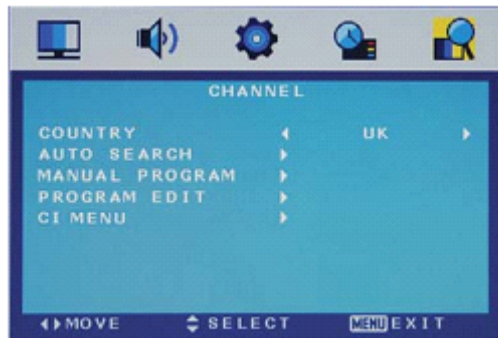 CHANNEL
COUNTRY UK
AUTO SEARCH
MANUAL PROGRAM
PROGRAM EDIT
CI MENU
MOVE SELECT MENU EXIT